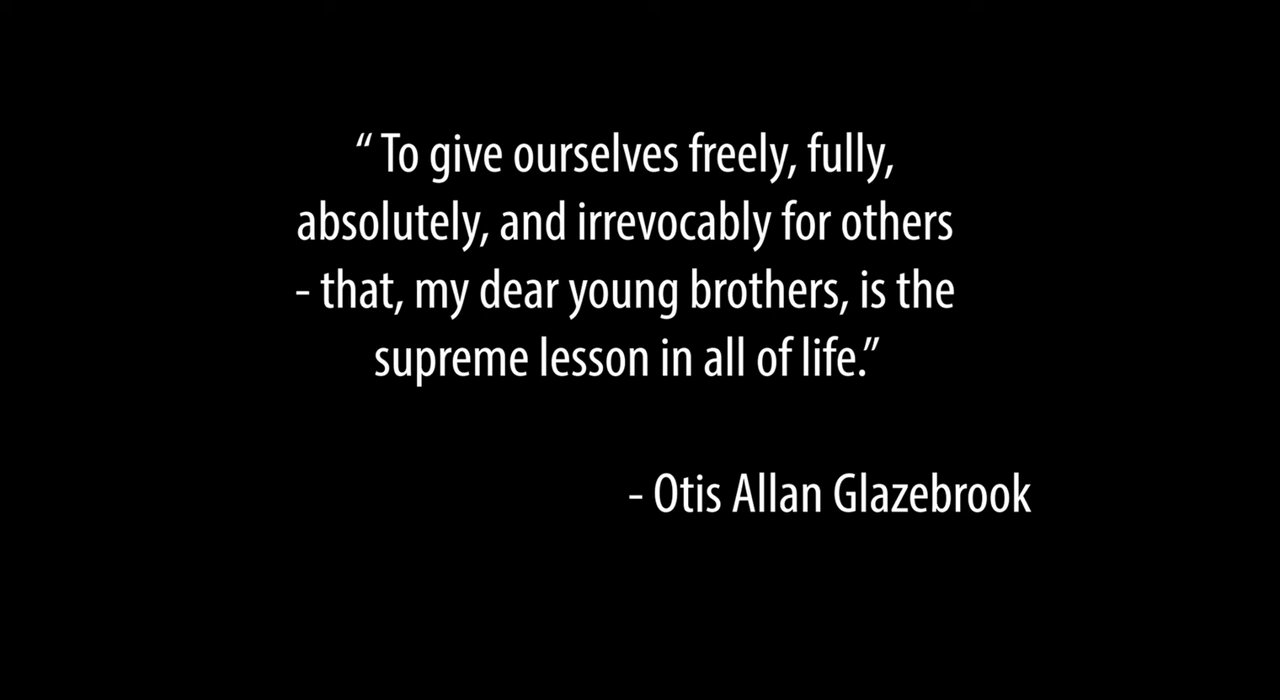 “ To give ourselves freely, fully,
absolutely, and irrevocably for others
- that, my dear young brothers, is the
supreme lesson in all of life.”
- Otis Allan Glazebrook